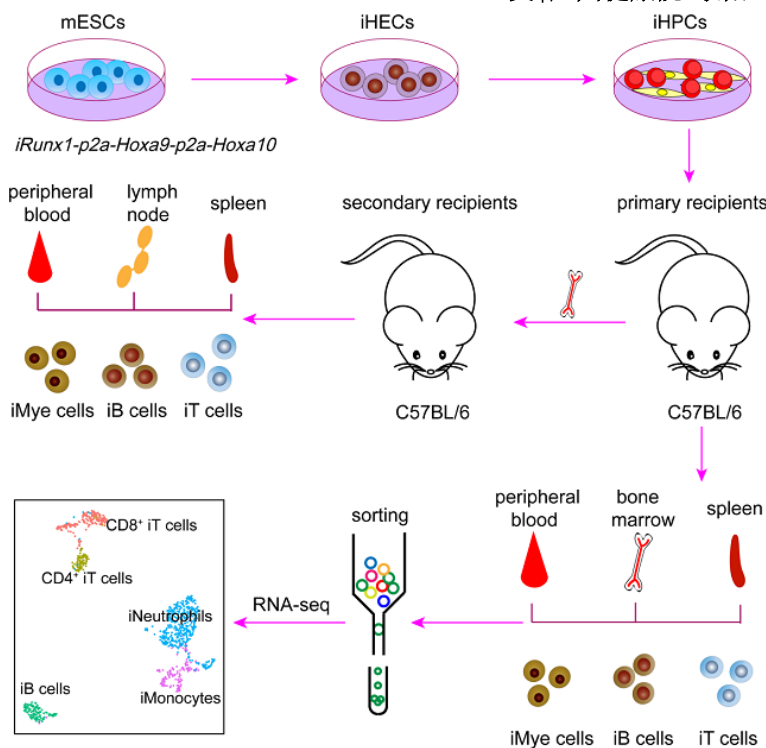 mESCs
iHECs
iHPCs
iRunx1-p2a-Hoxa9-p2a-Hoxa10
peripheral
blood
lymph
node
spleen
secondary recipients
primary recipients
iMye cells
iB cells
iT cells
C57BL/6
C57BL/6
CD8⁺ iT cells
CD4⁺ iT cells
iNeutrophils
iMonocytes
iB cells
RNA-seq
sorting
peripheral
blood
bone
marrow
spleen
iMye cells
iB cells
iT cells